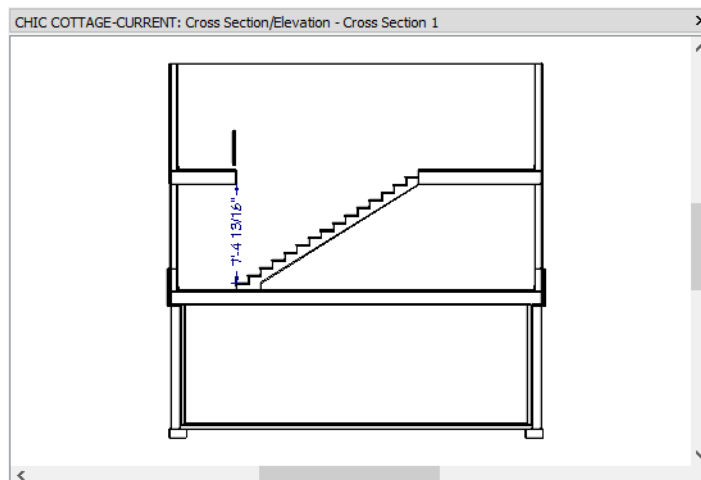 CHIC COTTAGE-CURRENT: Cross Section/Elevation - Cross Section 1
7'-4 13/16"